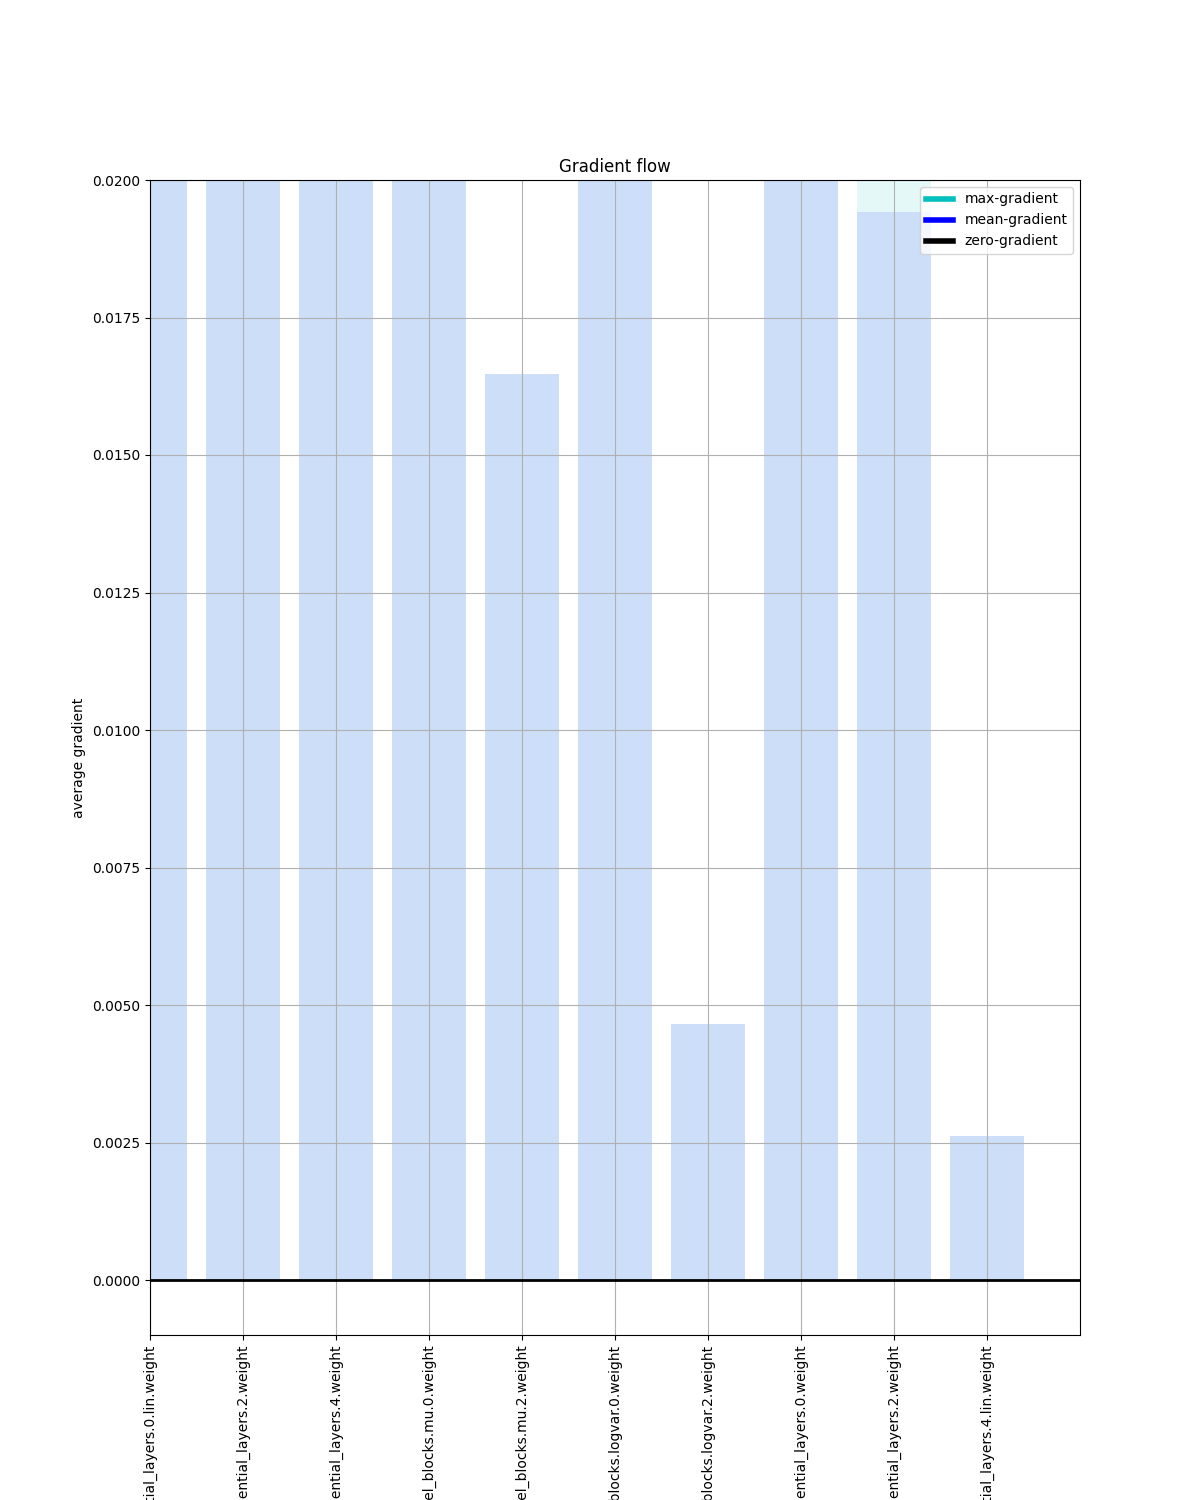 Gradient flow
max-gradient
mean-gradient
zero-gradient
average gradient
0.0200
0.0175
0.0150
0.0125
0.0100
0.0075
0.0050
0.0025
0.0000
tial_layers.0.lin.weight
ential_layers.2.weight
ential_layers.4.weight
el_blocks.mu.0.weight
el_blocks.mu.2.weight
blocks.logvar.0.weight
blocks.logvar.2.weight
ential_layers.0.weight
ential_layers.2.weight
tial_layers.4.lin.weight